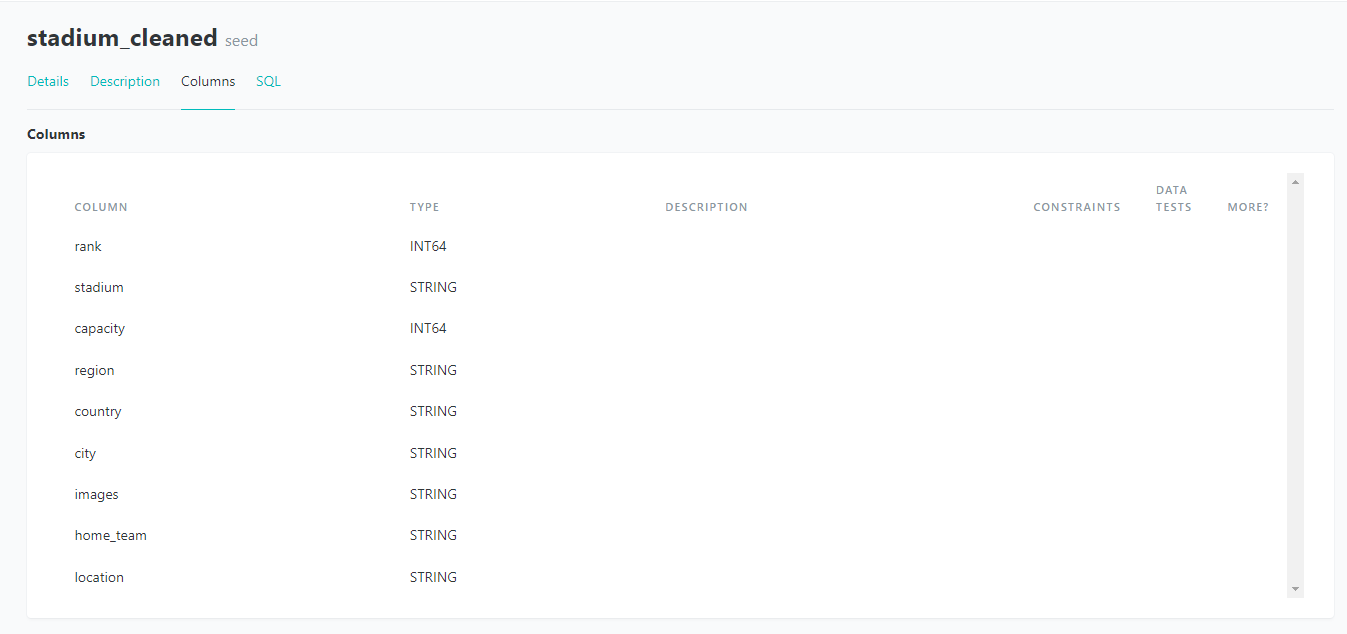 stadium_cleaned seed
Details Description Columns SQL
Columns
COLUMN TYPE DESCRIPTION CONSTRAINTS DATA TESTS MORE?
rank INT64
stadium STRING
capacity INT64
region STRING
country STRING
city STRING
images STRING
home_team STRING
location STRING